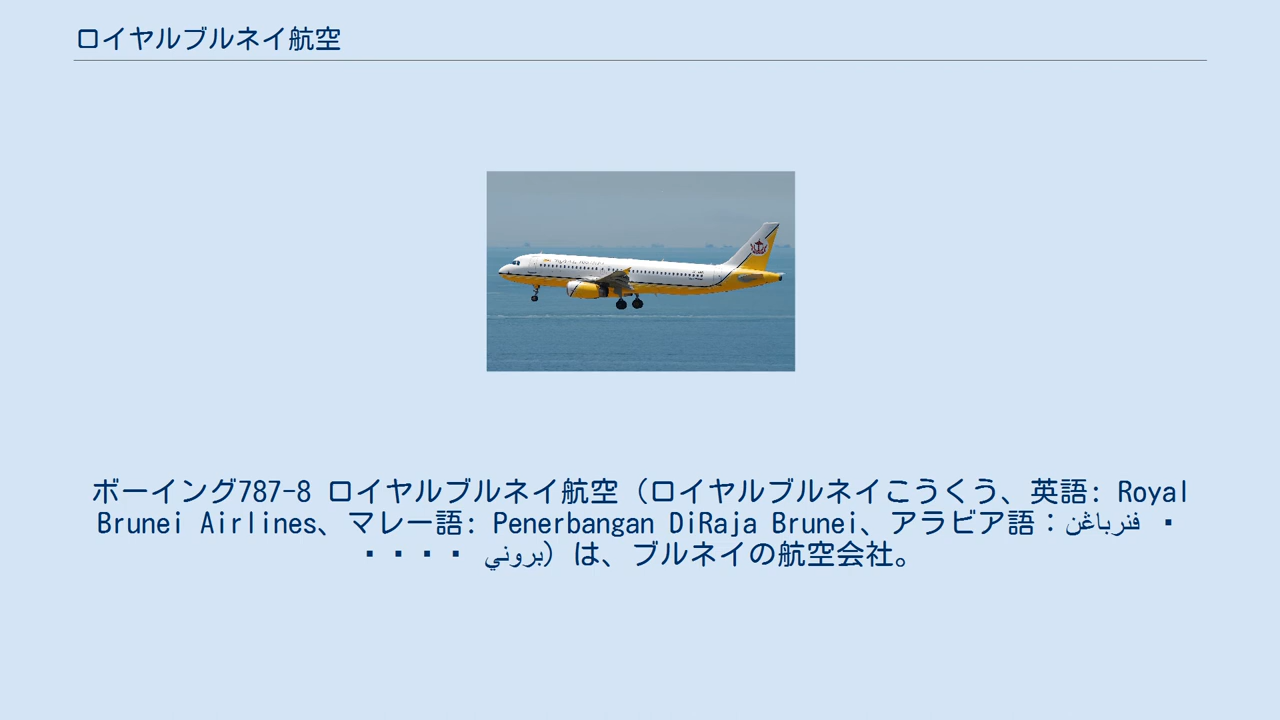 ロイヤルブルネイ航空
ボーイング787-8 ロイヤルブルネイ航空（ロイヤルブルネイこうくう、英語: Royal
Brunei Airlines、マレー語: Penerbangan DiRaja Brunei、アラビア語：فنرباڠن
بروني）は、ブルネイの航空会社。